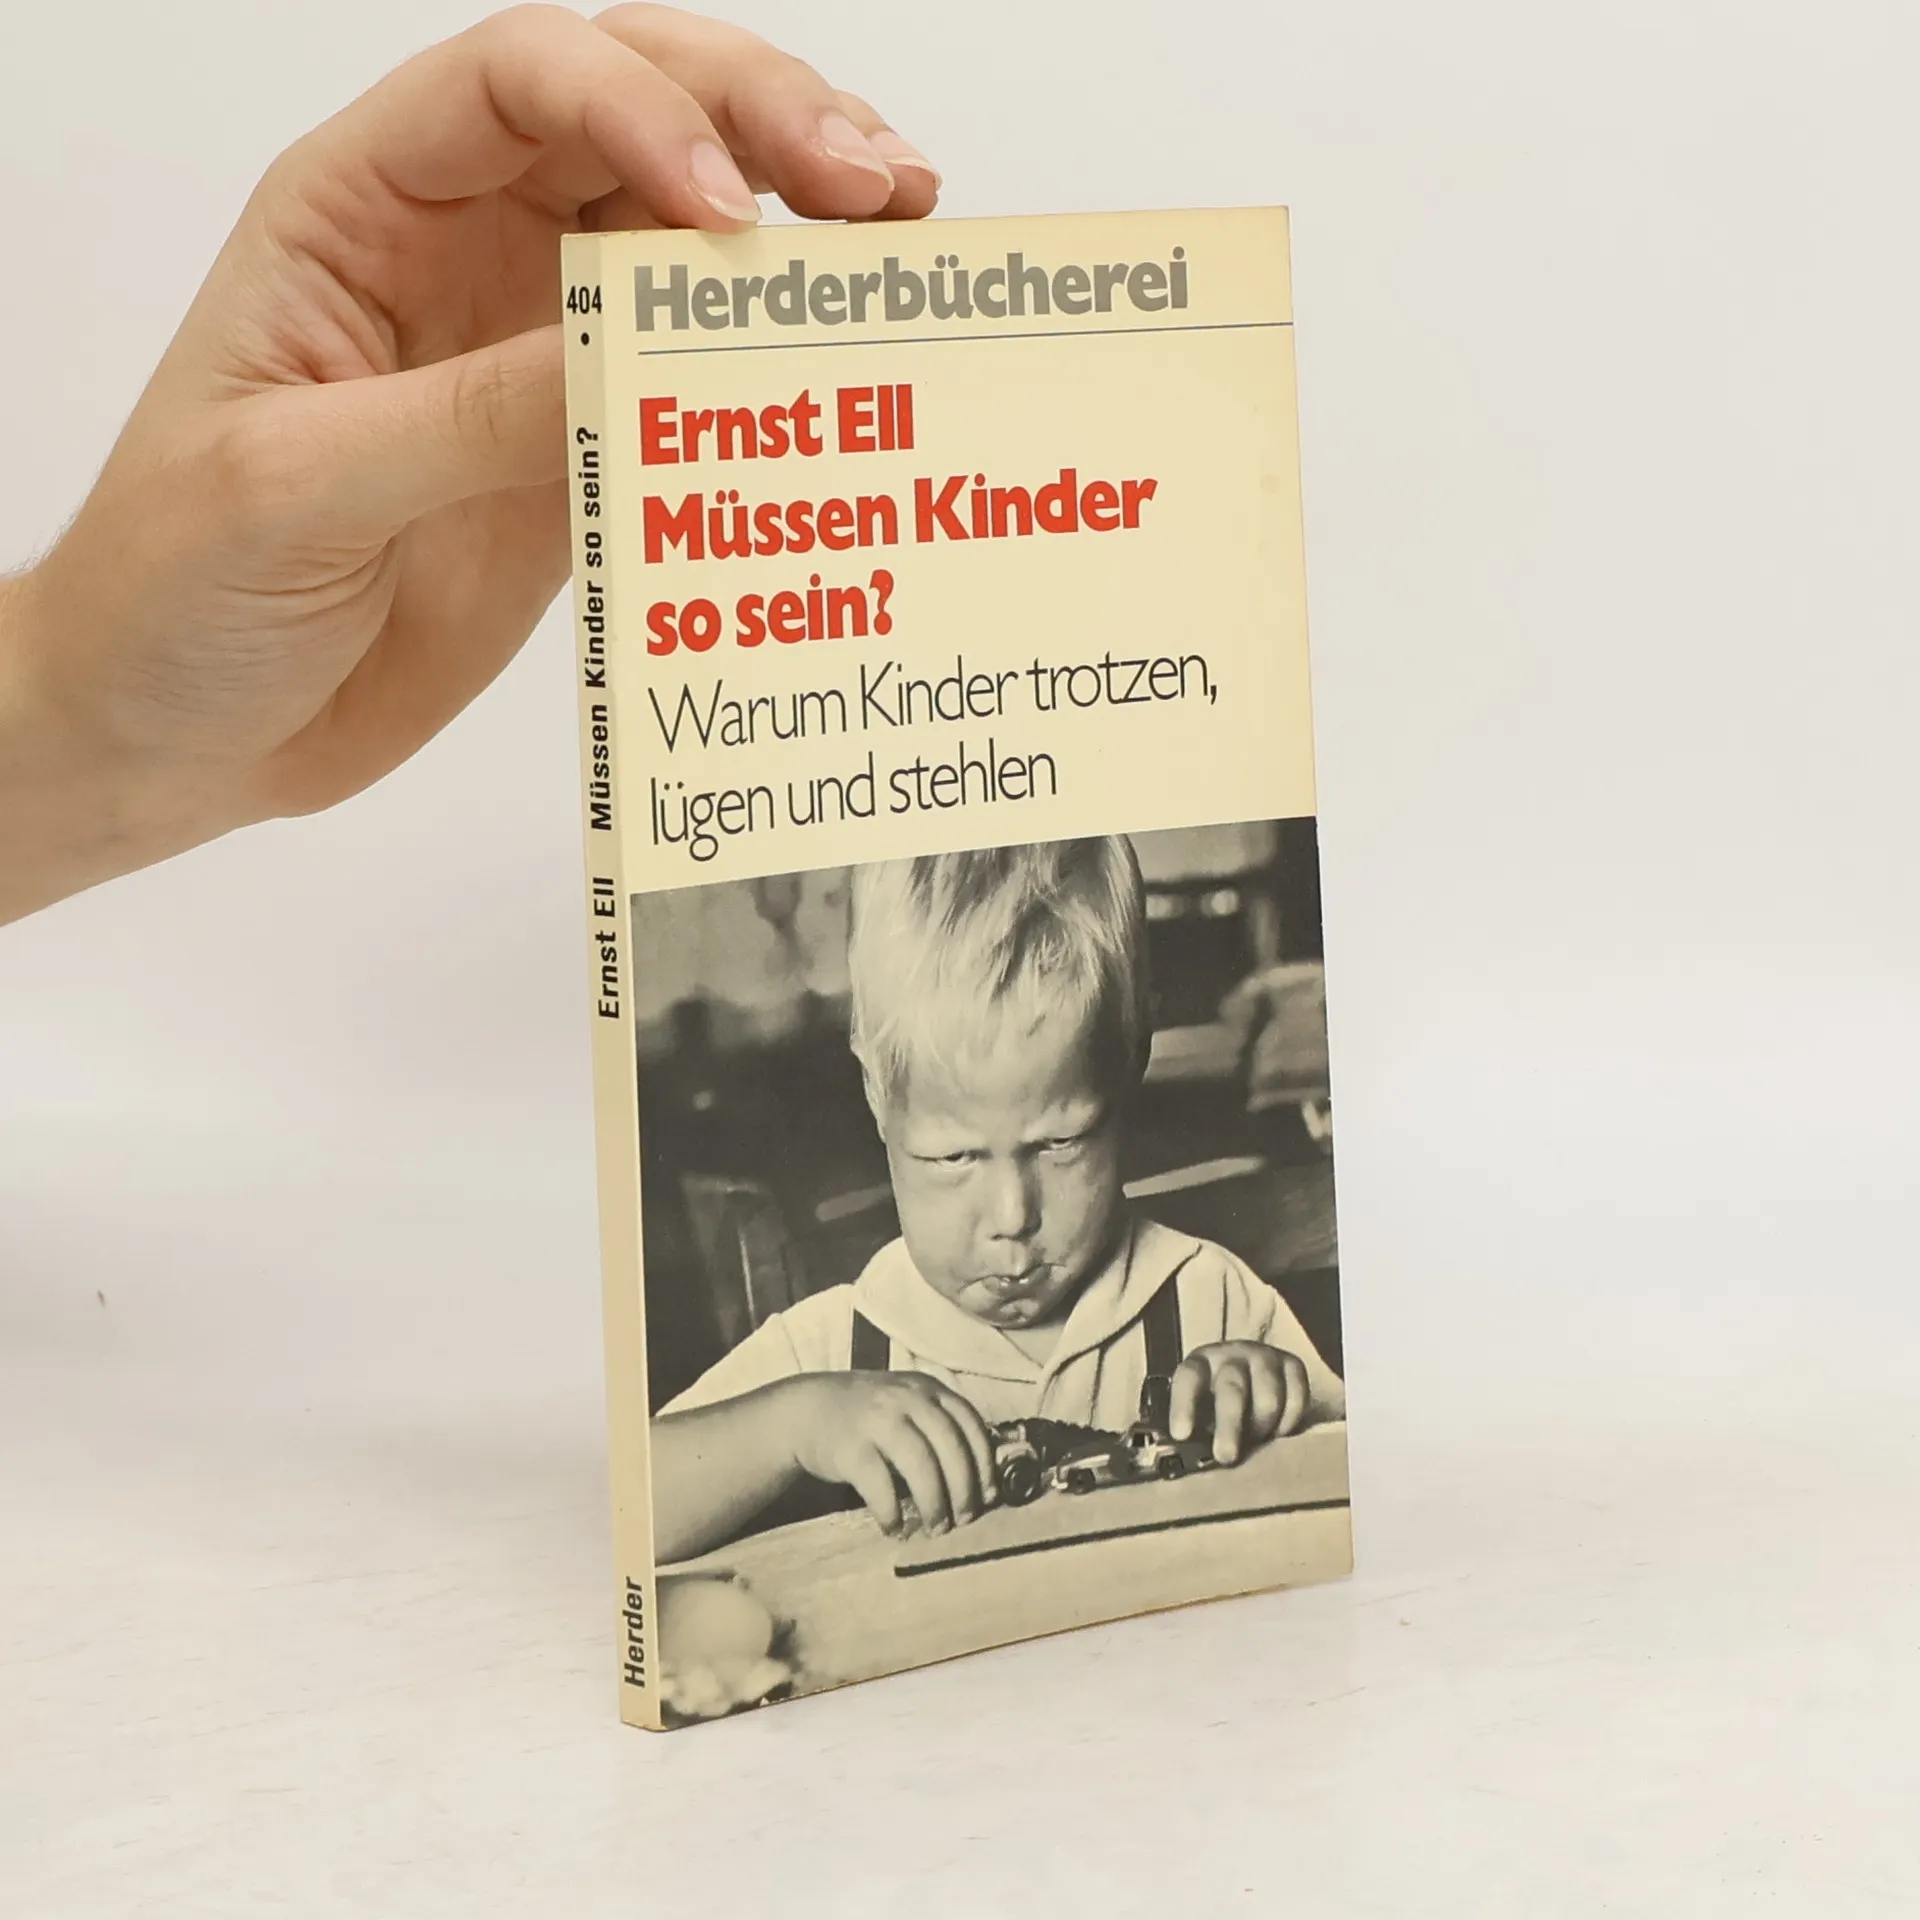 Herderbücherei
Ernst Ell
Müssen Kinder
so sein?
Warum Kinder trotzen,
lügen und stehlen
404
Ernst Ell Müssen Kinder so sein?
Herder